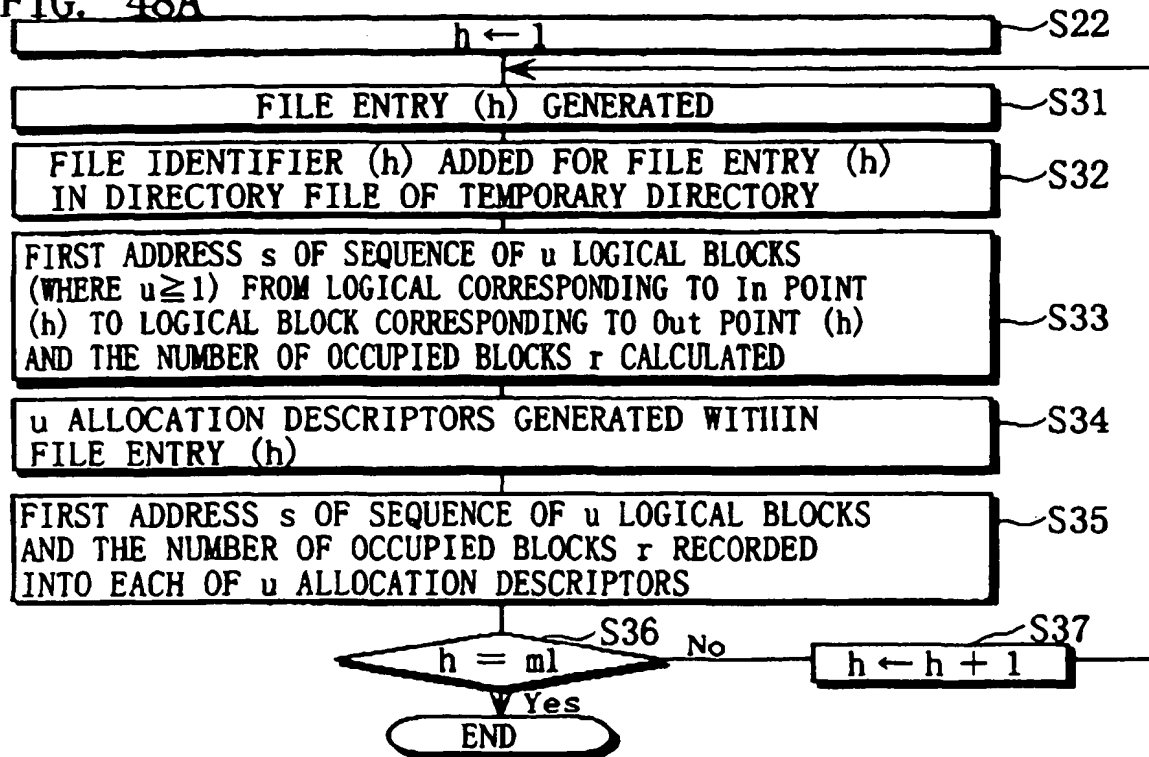 FIG. 48A
h ← 1
S22
FILE ENTRY (h) GENERATED
S31
FILE IDENTIFIER (h) ADDED FOR FILE ENTRY (h)
IN DIRECTORY FILE OF TEMPORARY DIRECTORY
S32
FIRST ADDRESS s OF SEQUENCE OF u LOGICAL BLOCKS
(WHERE u≧1) FROM LOGICAL CORRESPONDING TO In POINT
(h) TO LOGICAL BLOCK CORRESPONDING TO Out POINT (h)
AND THE NUMBER OF OCCUPIED BLOCKS r CALCULATED
S33
u ALLOCATION DESCRIPTORS GENERATED WITHIN
FILE ENTRY (h)
S34
FIRST ADDRESS s OF SEQUENCE OF u LOGICAL BLOCKS
AND THE NUMBER OF OCCUPIED BLOCKS r RECORDED
INTO EACH OF u ALLOCATION DESCRIPTORS
S35
S36
h = ml
No
S37
h ← h + 1
Yes
END